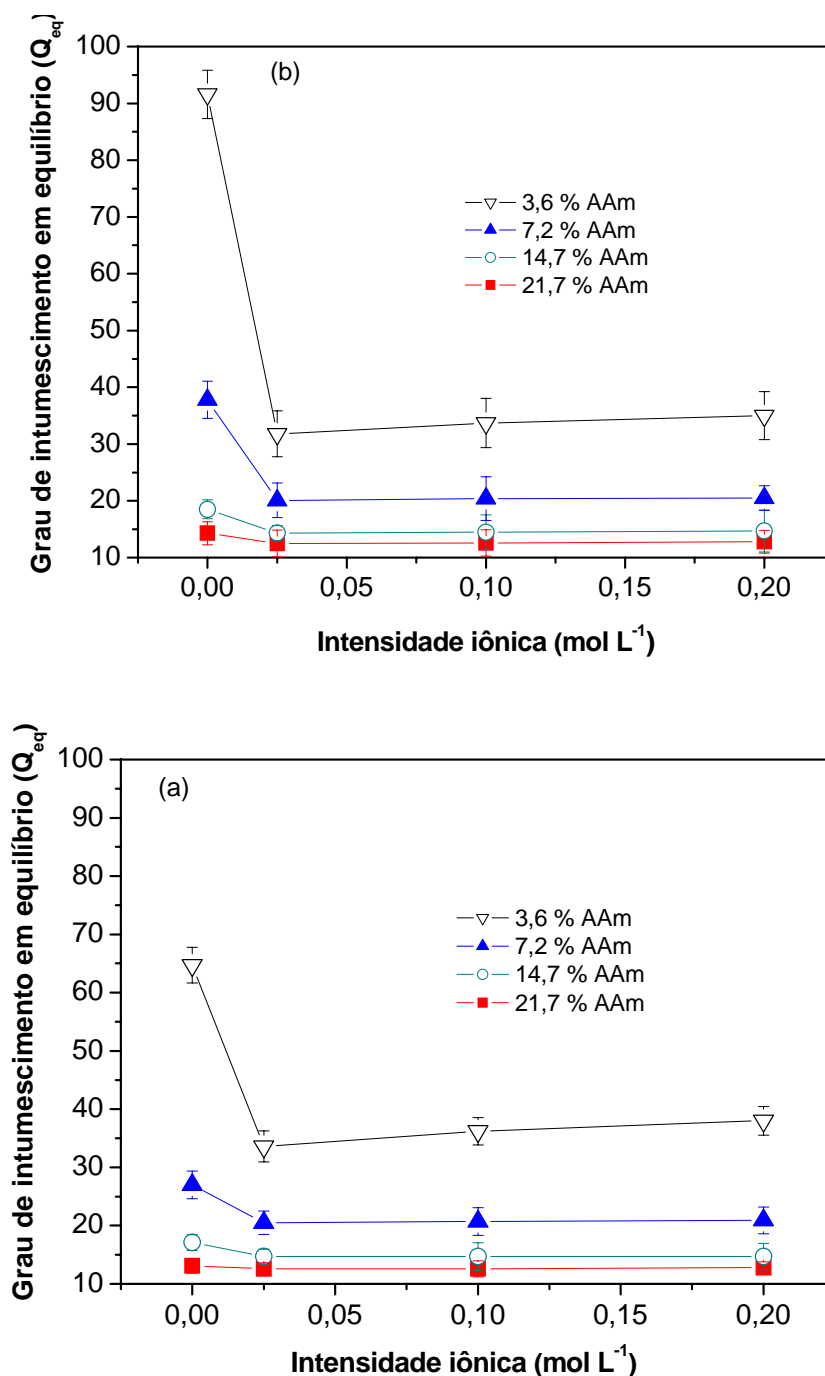 Grau de intumescimento em equilíbrio (Qeq)
100
90
80
70
60
50
40
30
20
10
(b)
3,6 % AAm
7,2 % AAm
14,7 % AAm
21,7 % AAm
0,00 0,05 0,10 0,15 0,20
Intensidade iônica (mol L-1)
Grau de intumescimento em equilíbrio (Qeq)
100
90
80
70
60
50
40
30
20
10
(a)
3,6 % AAm
7,2 % AAm
14,7 % AAm
21,7 % AAm
0,00 0,05 0,10 0,15 0,20
Intensidade iônica (mol L-1)